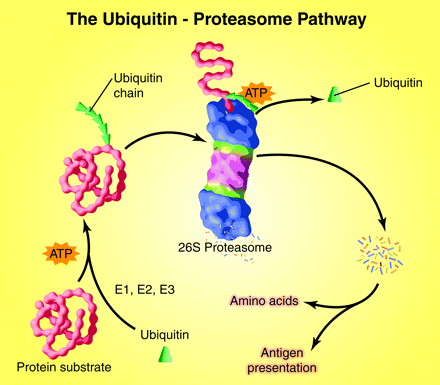 The Ubiquitin - Proteasome Pathway
Ubiquitin
chain
ATP
Ubiquitin
26S Proteasome
ATP
E1, E2, E3
Ubiquitin
Protein substrate
Amino acids
Antigen
presentation